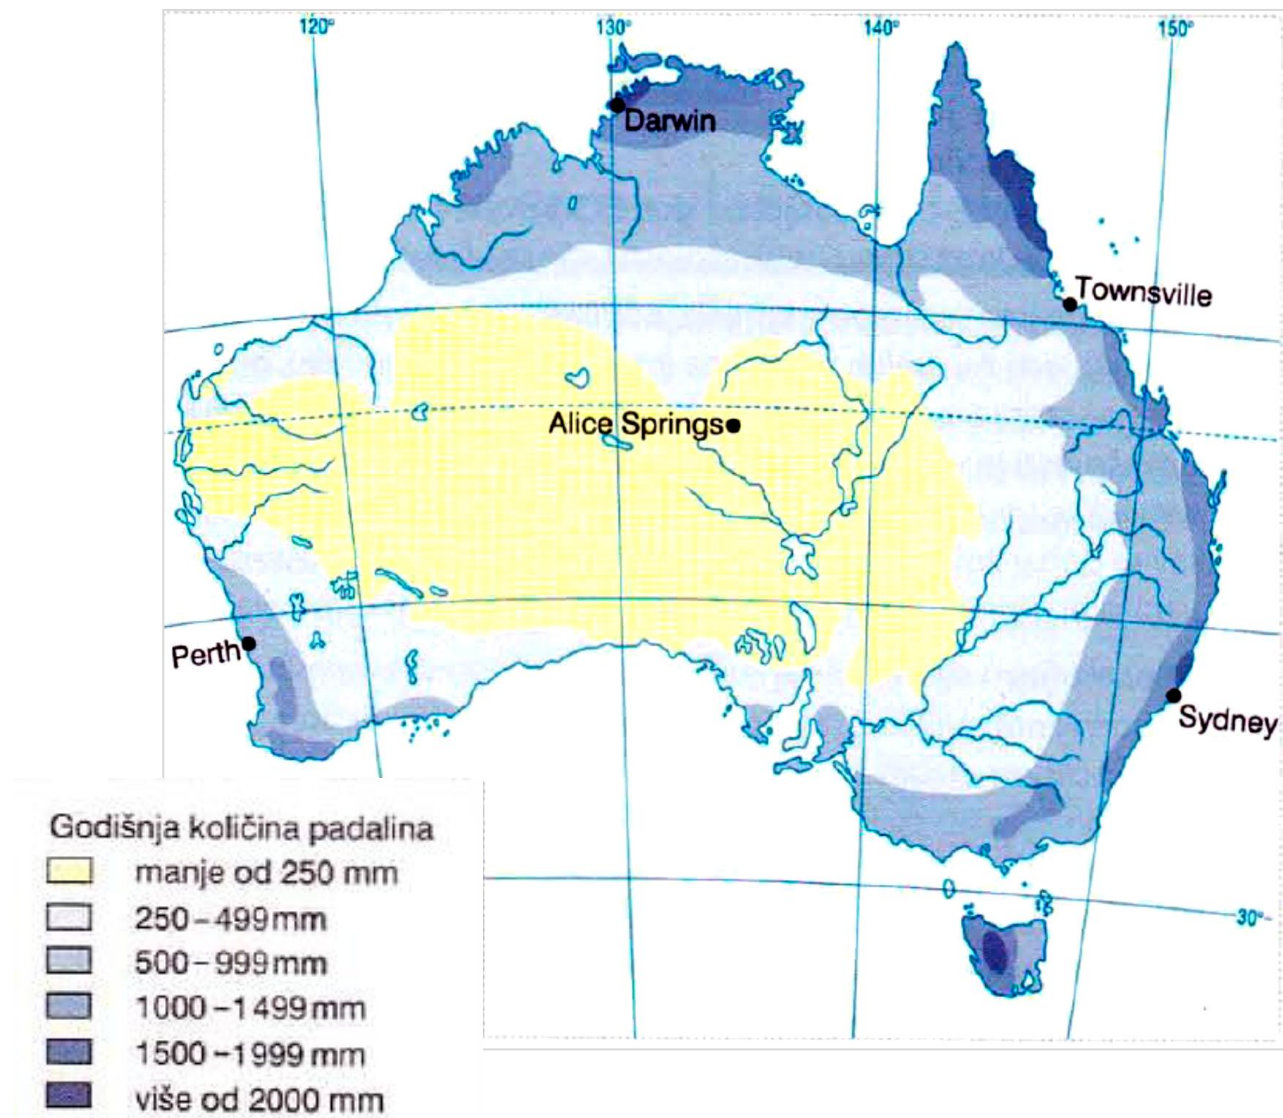 120°
130°
140°
150°
Darwin
Townsville
Alice Springs
Perth
Sydney
30°
Godišnja količina padalina
manje od 250 mm
250–499 mm
500–999 mm
1000–1499 mm
1500–1999 mm
više od 2000 mm